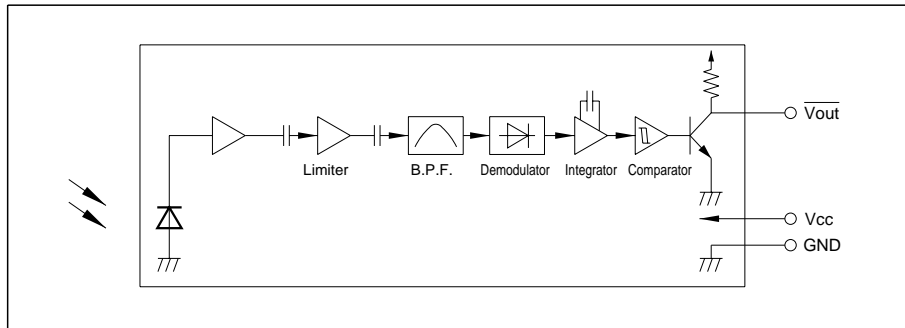 Limiter
B.P.F.
Demodulator
Integrator
Comparator
Vout
Vcc
GND